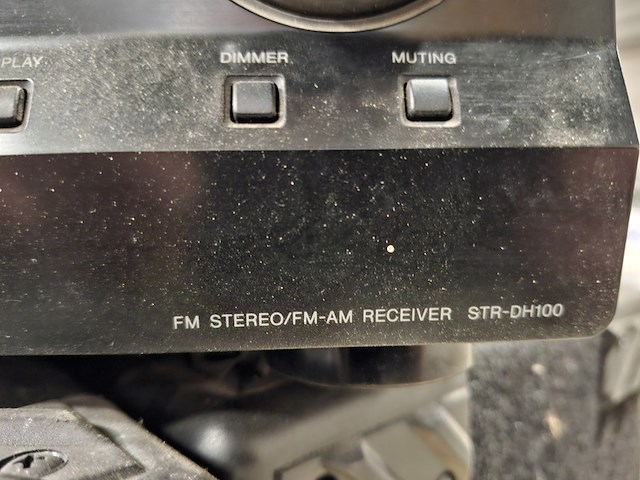 PLAY DIMMER MUTING
FM STEREO/FM-AM RECEIVER STR-DH100